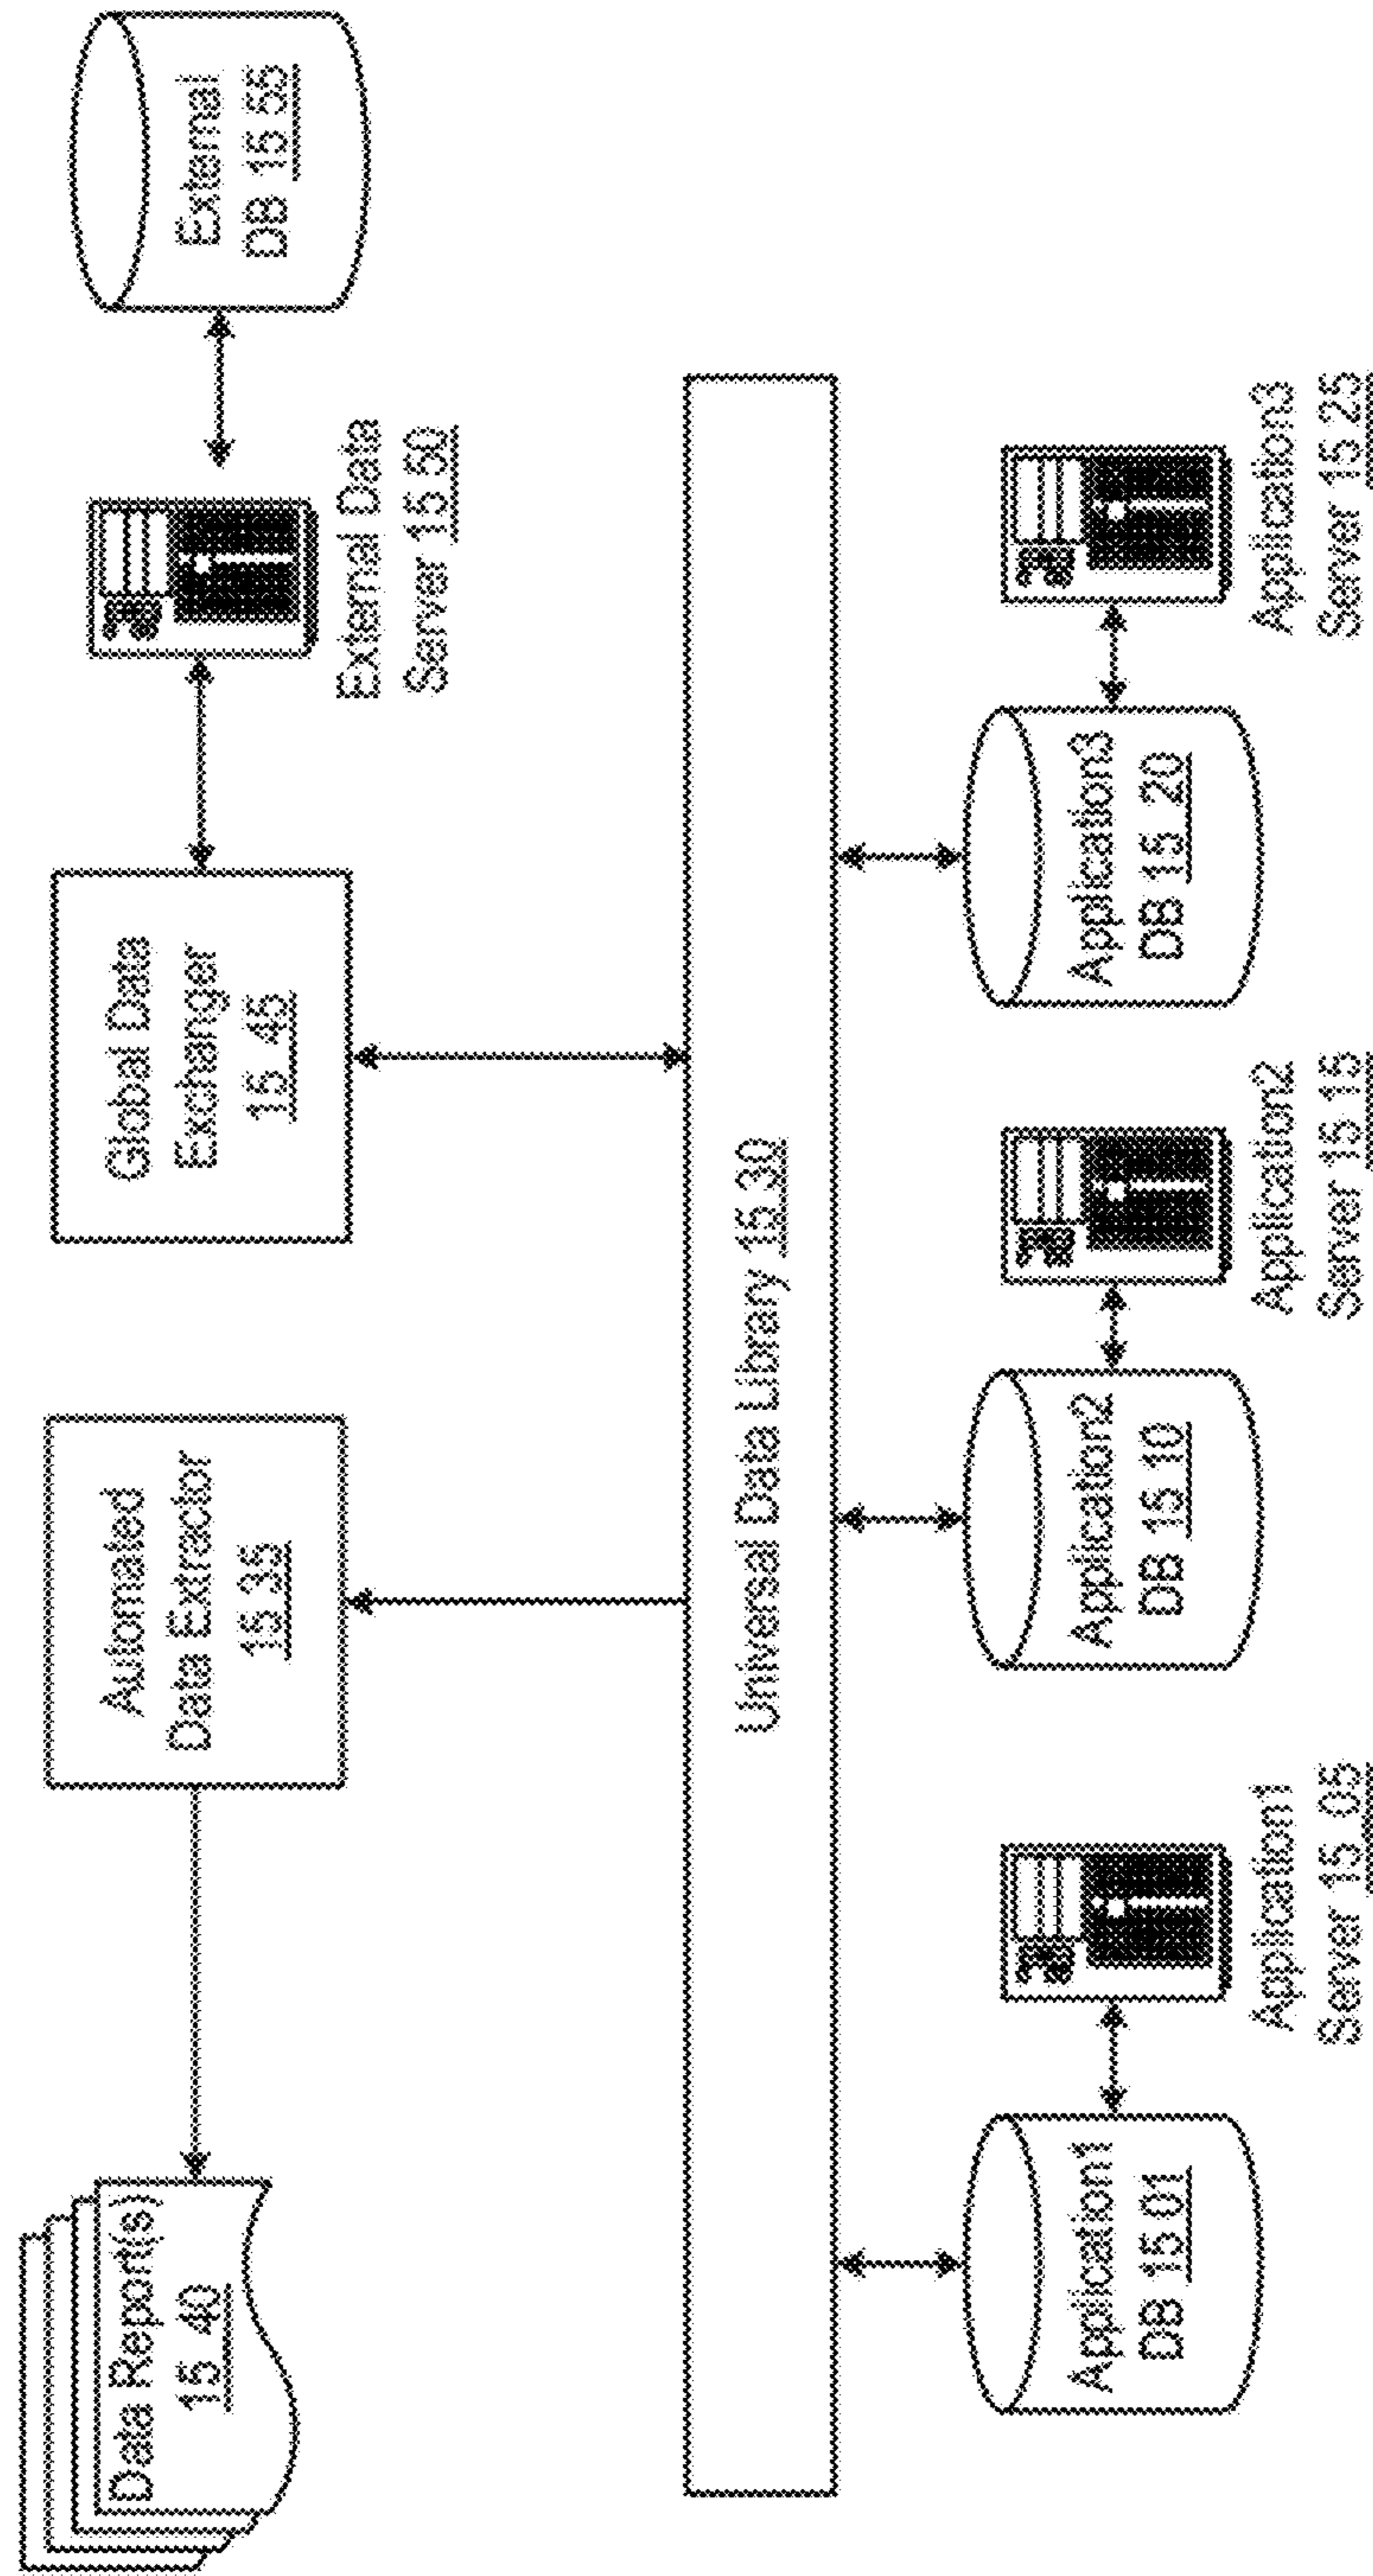 Data Report(s)
15 40
Automated
Data Extractor
15 35
Global Data
Exchanger
15 45
External Data
Server 15 50
External
DB 15 55
Universal Data Library 15 30
Application1
DB 15 01
Application1
Server 15 05
Application2
DB 15 10
Application2
Server 15 15
Application3
DB 15 20
Application3
Server 15 25